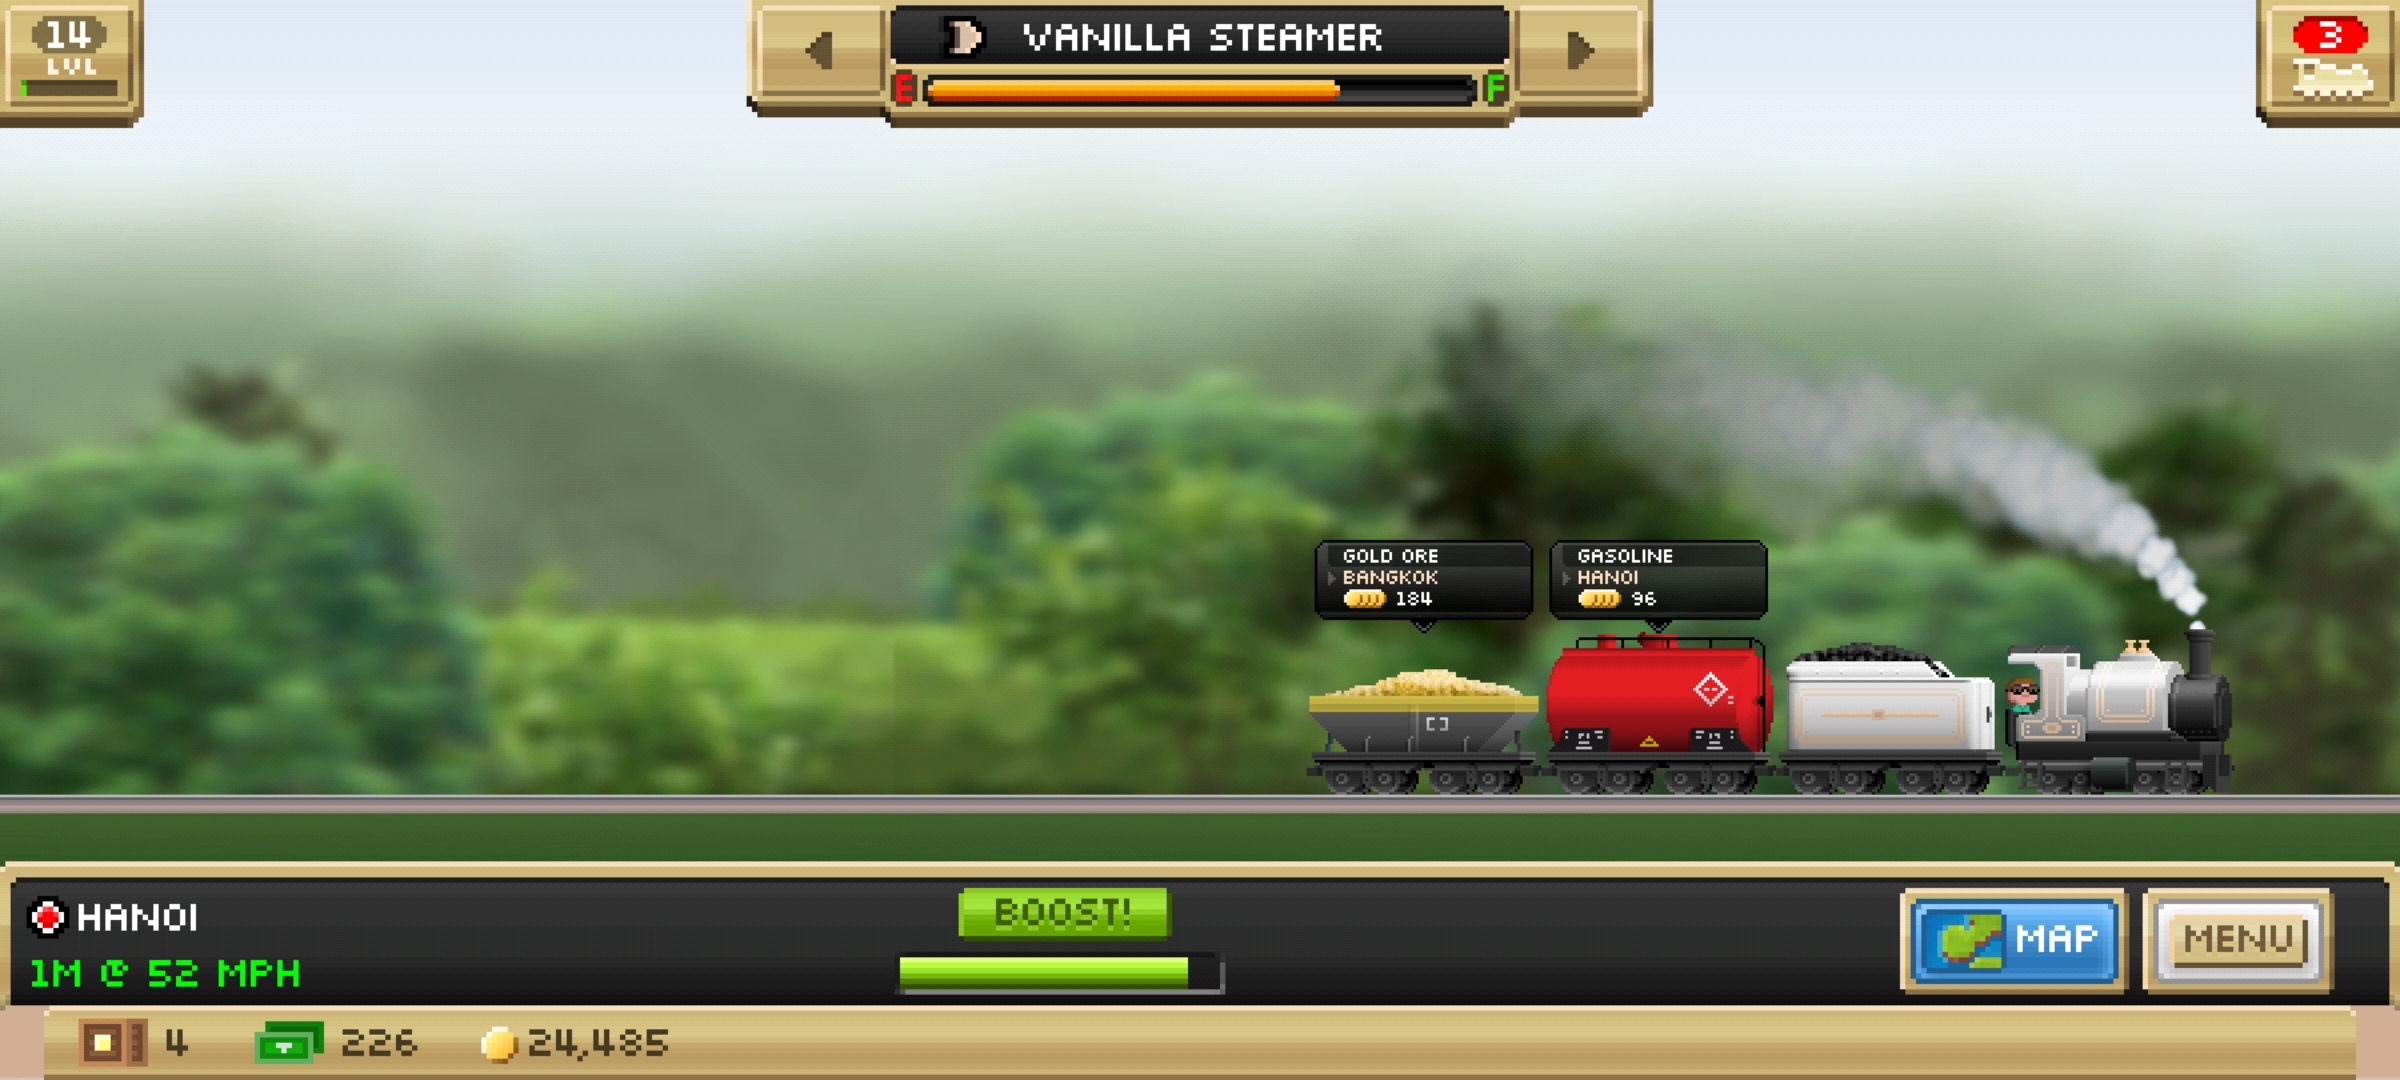 14
LVL
VANILLA STEAMER
E
F
3
GOLD ORE
BANGKOK
184
GASOLINE
HANOI
96
HANOI
1M @ 52 MPH
BOOST!
MAP
MENU
4
226
24,485